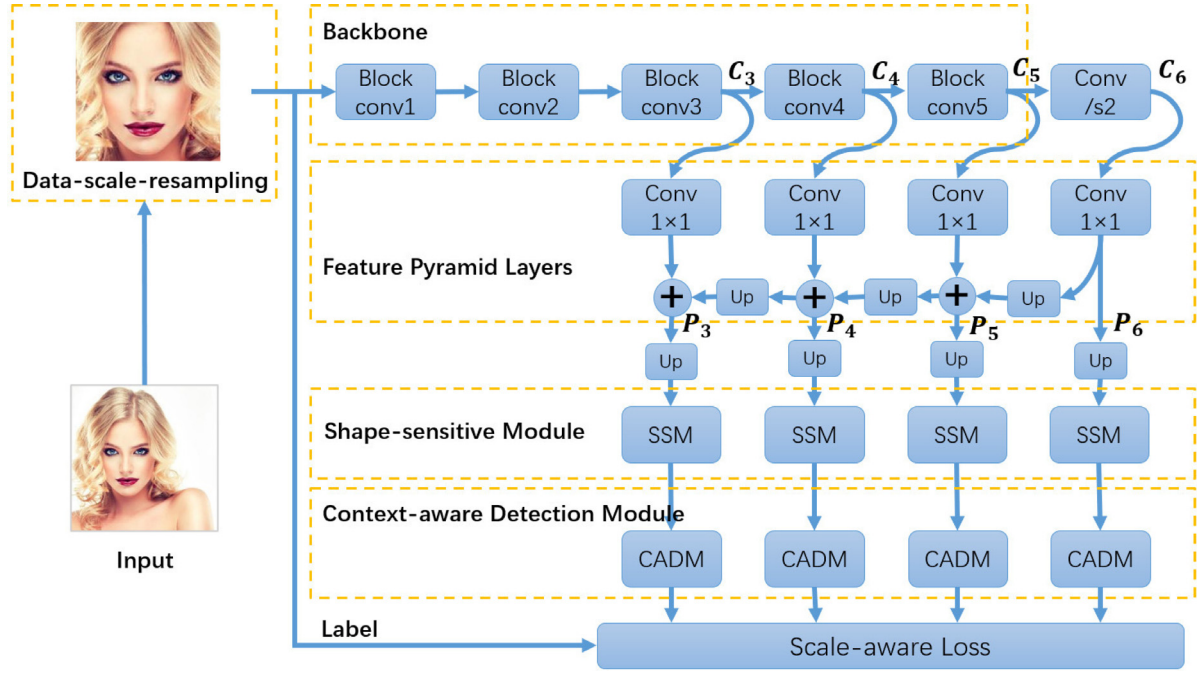 Backbone
Block
conv1
Block
conv2
Block
conv3
C3
Block
conv4
C4
Block
conv5
C5
Conv
/s2
C6
Data-scale-resampling
Conv
1×1
Conv
1×1
Conv
1×1
Conv
1×1
Feature Pyramid Layers
+
Up
+
Up
+
Up
P3
P4
P5
P6
Up
Up
Up
Up
Shape-sensitive Module
SSM
SSM
SSM
SSM
Context-aware Detection Module
CADM
CADM
CADM
CADM
Input
Label
Scale-aware Loss